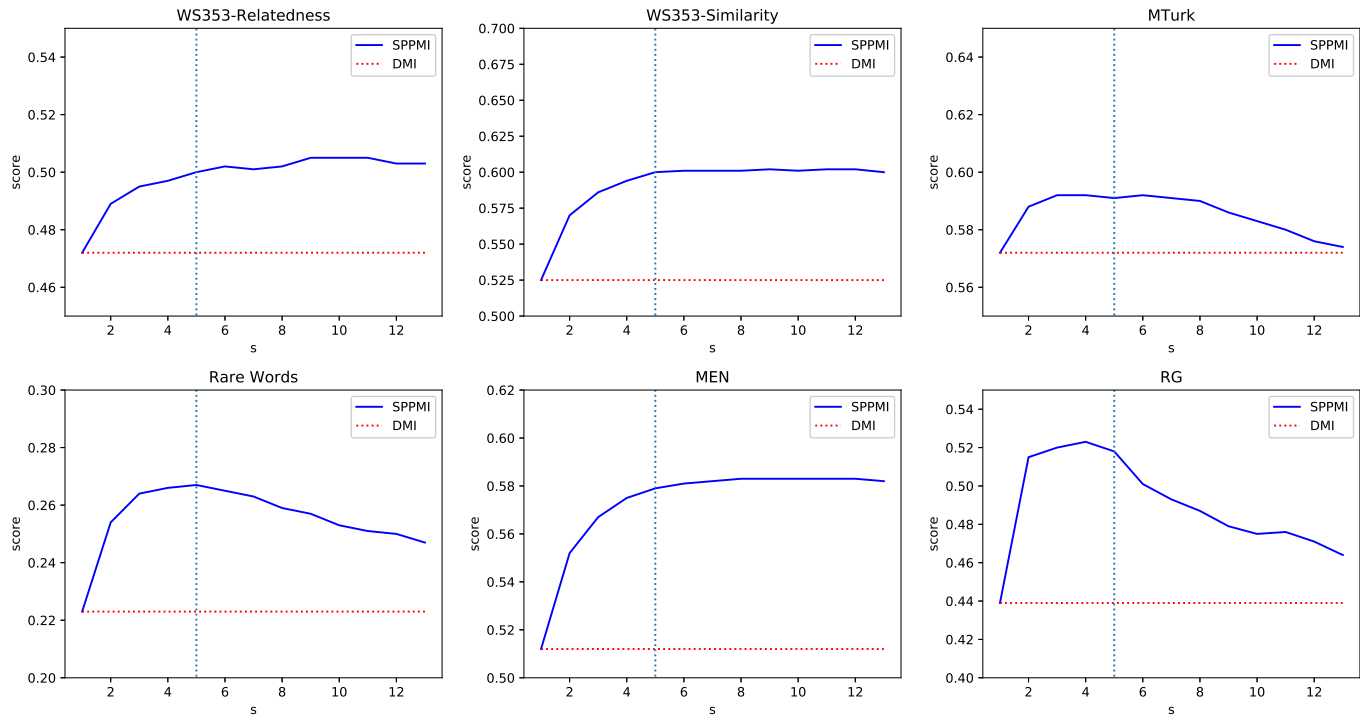 WS353-Relatedness
score
0.54
0.52
0.50
0.48
0.46
2 4 6 8 10 12
s
SPPMI
DMI
WS353-Similarity
score
0.700
0.675
0.650
0.625
0.600
0.575
0.550
0.525
0.500
2 4 6 8 10 12
s
SPPMI
DMI
MTurk
score
0.64
0.62
0.60
0.58
0.56
2 4 6 8 10 12
s
SPPMI
DMI
Rare Words
score
0.30
0.28
0.26
0.24
0.22
0.20
2 4 6 8 10 12
s
SPPMI
DMI
MEN
score
0.62
0.60
0.58
0.56
0.54
0.52
0.50
2 4 6 8 10 12
s
SPPMI
DMI
RG
score
0.54
0.52
0.50
0.48
0.46
0.44
0.42
0.40
2 4 6 8 10 12
s
SPPMI
DMI